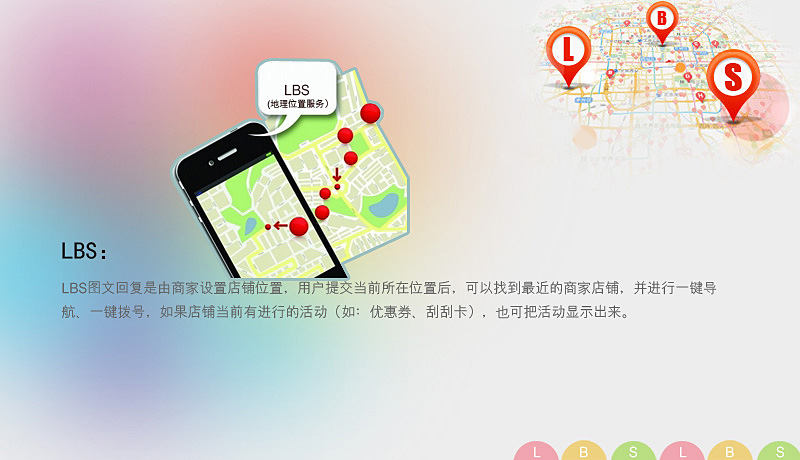 L
B
S
LBS
(地理位置服务)
LBS：
LBS图文回复是由商家设置店铺位置，用户提交当前所在位置后，可以找到最近的商家店铺，并进行一键导
航、一键拨号，如果店铺当前有进行的活动（如：优惠券、刮刮卡），也可把活动显示出来。
L B S L B S